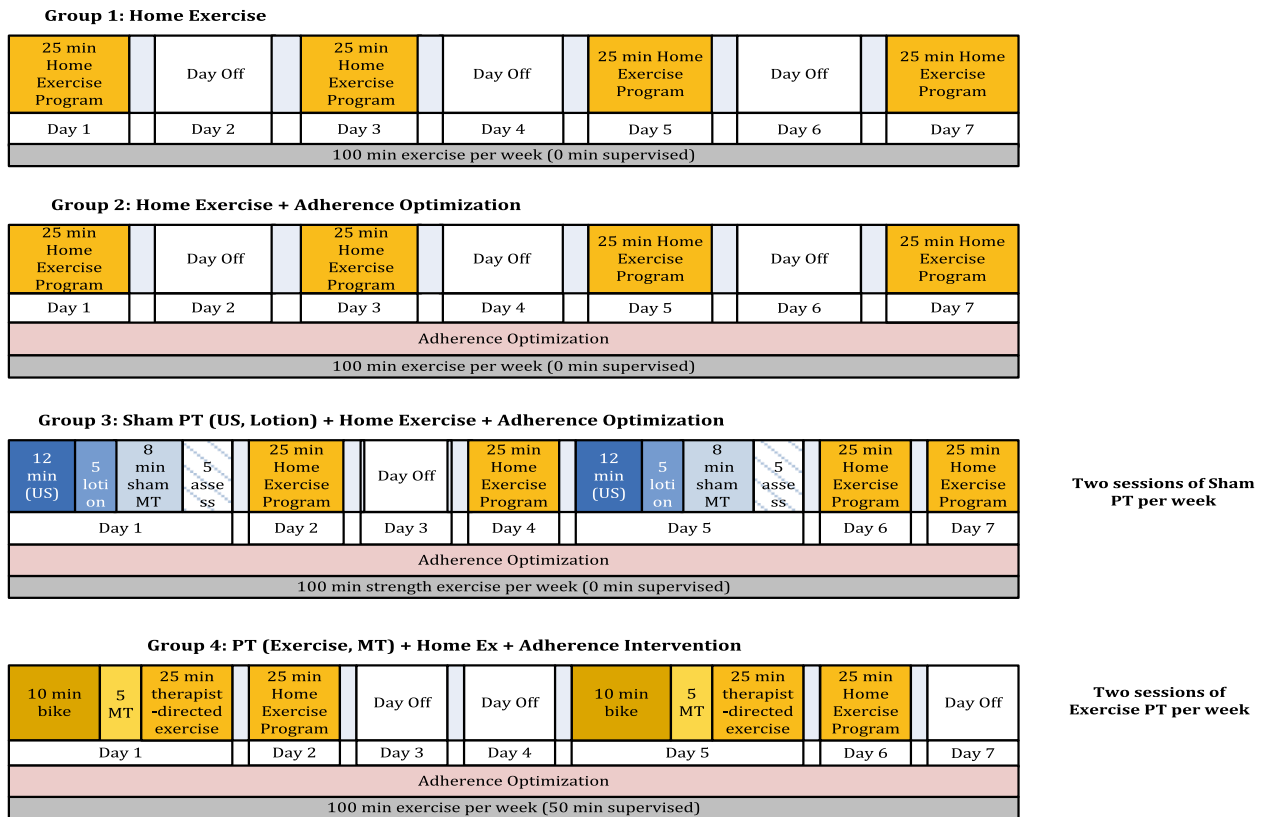 Group 1: Home Exercise
25 min
Home
Exercise
Program
Day Off
25 min
Home
Exercise
Program
Day Off
25 min Home
Exercise
Program
Day Off
25 min Home
Exercise
Program
Day 1 Day 2 Day 3 Day 4 Day 5 Day 6 Day 7
100 min exercise per week (0 min supervised)
Group 2: Home Exercise + Adherence Optimization
25 min
Home
Exercise
Program
Day Off
25 min
Home
Exercise
Program
Day Off
25 min Home
Exercise
Program
Day Off
25 min Home
Exercise
Program
Day 1 Day 2 Day 3 Day 4 Day 5 Day 6 Day 7
Adherence Optimization
100 min exercise per week (0 min supervised)
Group 3: Sham PT (US, Lotion) + Home Exercise + Adherence Optimization
12
min
(US)
5
loti
on
8
min
sham
MT
5
asse
ss
25 min
Home
Exercise
Program
Day Off
25 min
Home
Exercise
Program
12
min
(US)
5
loti
on
8
min
sham
MT
5
asse
ss
25 min
Home
Exercise
Program
25 min
Home
Exercise
Program
Two sessions of Sham
PT per week
Day 1 Day 2 Day 3 Day 4 Day 5 Day 6 Day 7
Adherence Optimization
100 min strength exercise per week (0 min supervised)
Group 4: PT (Exercise, MT) + Home Ex + Adherence Intervention
10 min
bike
5
MT
25 min
therapist
-directed
exercise
25 min
Home
Exercise
Program
Day Off
Day Off
10 min
bike
5
MT
25 min
therapist
-directed
exercise
25 min
Home
Exercise
Program
Day Off
Two sessions of
Exercise PT per week
Day 1 Day 2 Day 3 Day 4 Day 5 Day 6 Day 7
Adherence Optimization
100 min exercise per week (50 min supervised)